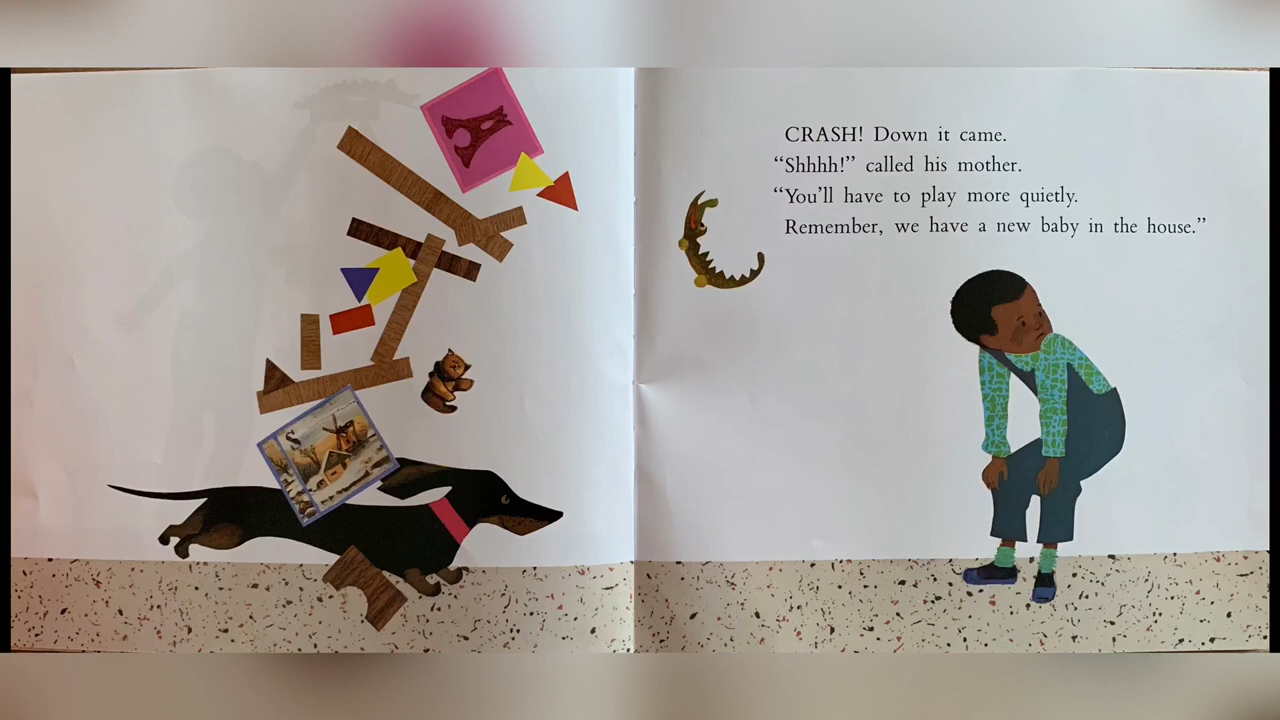 CRASH! Down it came.
“Shhhh!” called his mother.
“You’ll have to play more quietly.
Remember, we have a new baby in the house.”